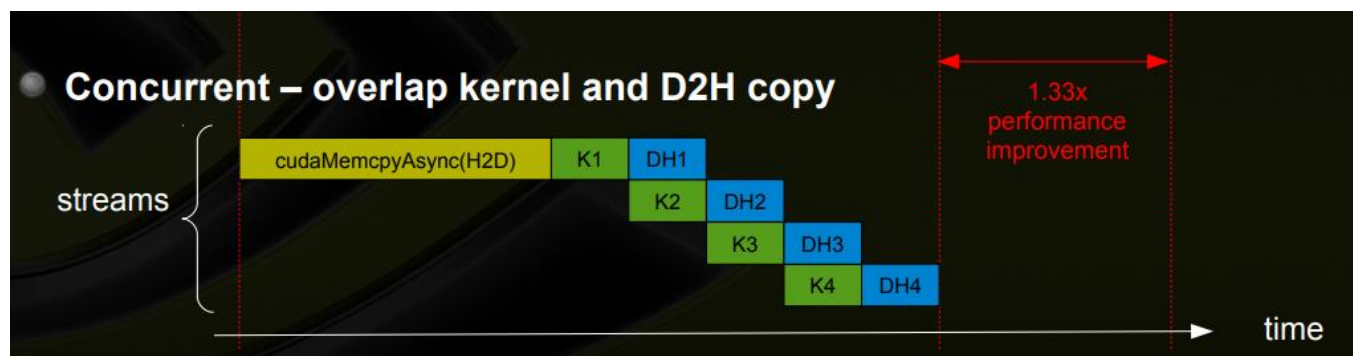 Concurrent – overlap kernel and D2H copy
1.33x
performance
improvement
streams
cudaMemcpyAsync(H2D) K1 DH1
K2 DH2
K3 DH3
K4 DH4
time